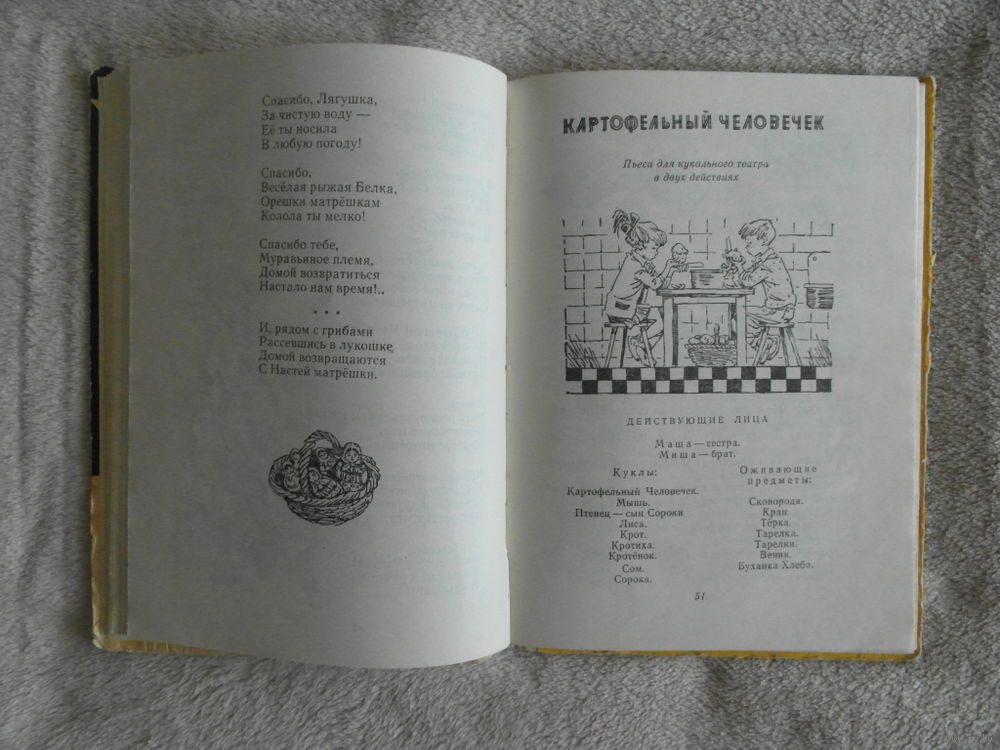 Спасибо, Лягушка,
За чистую воду —
Её ты носила
В любую погоду!
Спасибо,
Весёлая рыжая Белка,
Орешки матрёшкам
Колола ты мелко!
Спасибо тебе,
Муравьиное племя,
Домой возвратиться
Настало нам время!..
* * *
И, рядом с грибами
Рассевшись в лукошке,
Домой возвращаются
С Настей матрёшки.
КАРТОФЕЛЬНЫЙ ЧЕЛОВЕЧЕК
Пьеса для кукольного театра
в двух действиях
ДЕЙСТВУЮЩИЕ ЛИЦА
Маша — сестра.
Миша — брат.
Куклы:
Картофельный Человечек.
Мышь.
Птенец — сын Сороки
Лиса.
Крот.
Кротиха.
Кротёнок.
Сом.
Сорока.
Оживающие
предметы:
Сковорода.
Кран.
Тёрка.
Тарелка.
Тарелки.
Веник.
Буханка Хлеба.
51